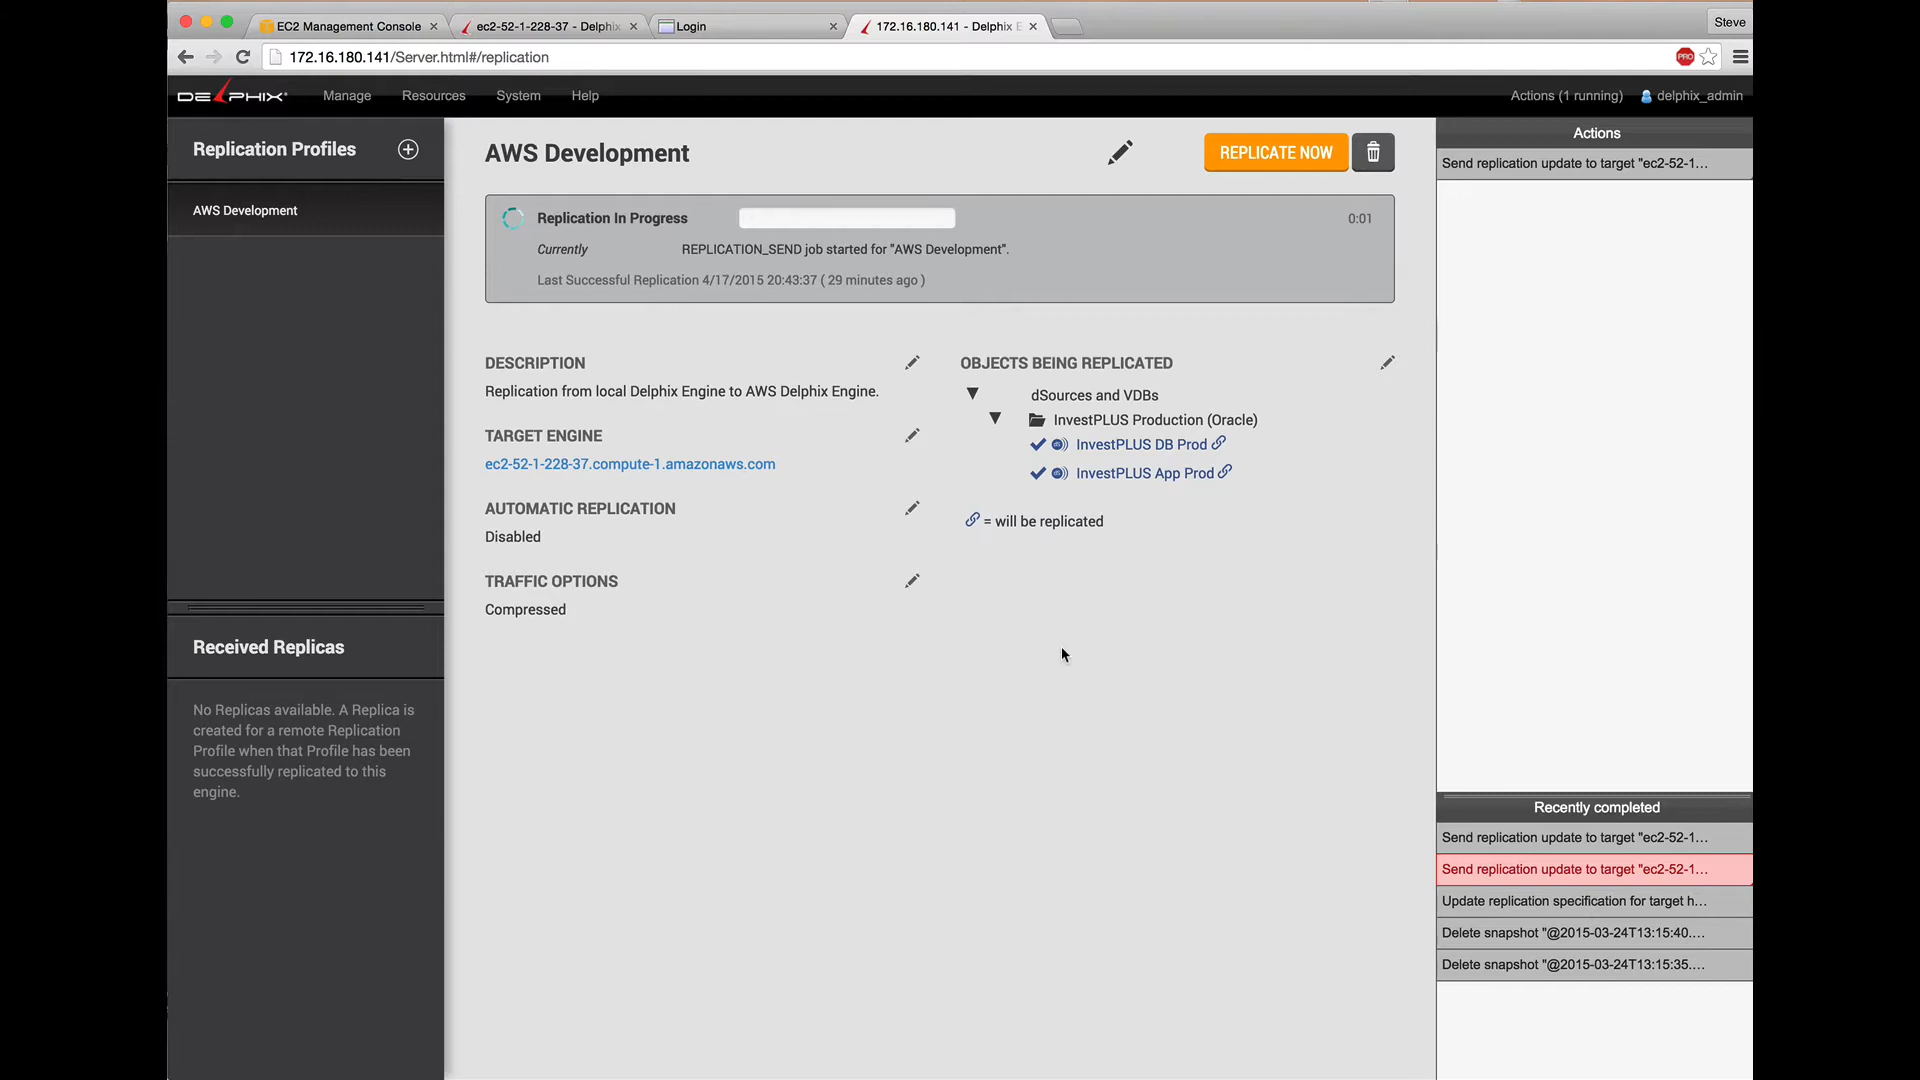 EC2 Management Console
ec2-52-1-228-37 - Delphix
Login
172.16.180.141 - Delphix E
Steve
172.16.180.141/Server.html#/replication
PRO
DELPHIX
Manage
Resources
System
Help
Actions (1 running)
delphix_admin
Replication Profiles
AWS Development
Received Replicas
No Replicas available. A Replica is
created for a remote Replication
Profile when that Profile has been
successfully replicated to this
engine.
AWS Development
REPLICATE NOW
Replication In Progress
0:01
Currently
REPLICATION_SEND job started for "AWS Development".
Last Successful Replication 4/17/2015 20:43:37 ( 29 minutes ago )
DESCRIPTION
Replication from local Delphix Engine to AWS Delphix Engine.
TARGET ENGINE
ec2-52-1-228-37.compute-1.amazonaws.com
AUTOMATIC REPLICATION
Disabled
TRAFFIC OPTIONS
Compressed
OBJECTS BEING REPLICATED
dSources and VDBs
InvestPLUS Production (Oracle)
InvestPLUS DB Prod
InvestPLUS App Prod
= will be replicated
Actions
Send replication update to target "ec2-52-1...
Recently completed
Send replication update to target "ec2-52-1...
Send replication update to target "ec2-52-1...
Update replication specification for target h...
Delete snapshot "@2015-03-24T13:15:40....
Delete snapshot "@2015-03-24T13:15:35....